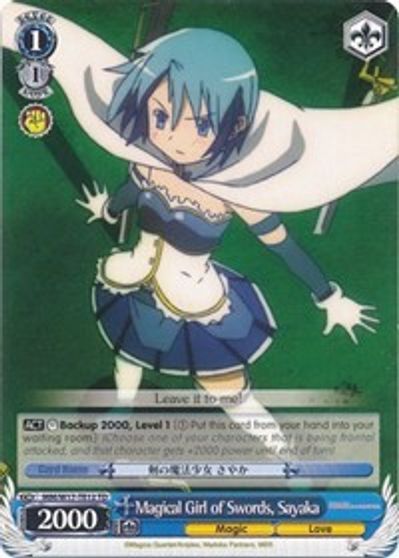 1
1
Leave it to me!
ACT Backup 2000, Level 1 [① Put this card from your hand into your
waiting room] (Choose one of your characters that is being frontal
attacked, and that character gets +2000 power until end of turn)
Card Name
剣の魔法少女 さやか
Magical Girl of Swords, Sayaka
2000
Magic
Love